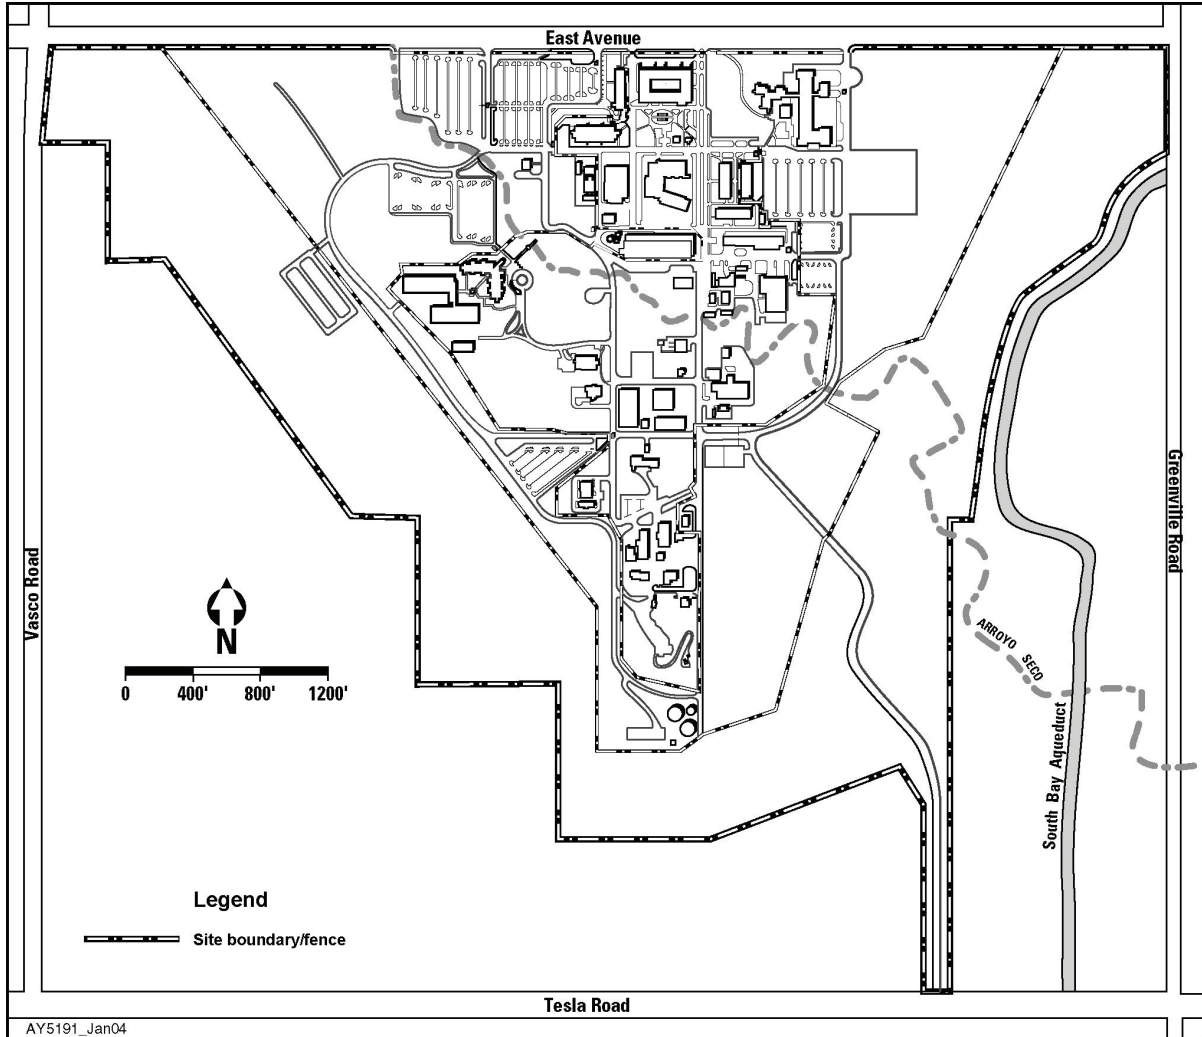 East Avenue
Greenville Road
Vasco Road
N
0 400' 800' 1200'
ARROYO SECO
South Bay Aqueduct
Legend
Site boundary/fence
Tesla Road
AY5191_Jan04